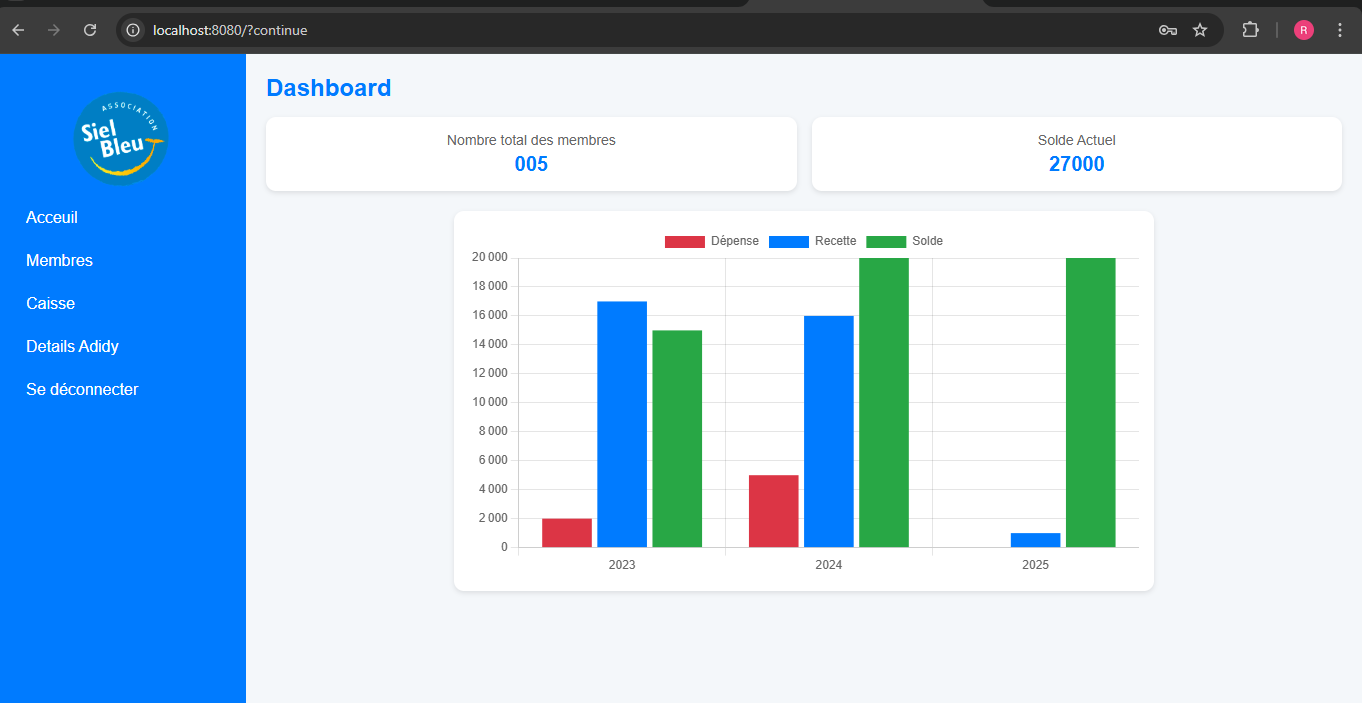 localhost:8080/?continue
R
ASSOCIATION
Siel
Bleu
Acceuil
Membres
Caisse
Details Adidy
Se déconnecter
Dashboard
Nombre total des membres
005
Solde Actuel
27000
Dépense Recette Solde
20 000
18 000
16 000
14 000
12 000
10 000
8 000
6 000
4 000
2 000
0
2023 2024 2025